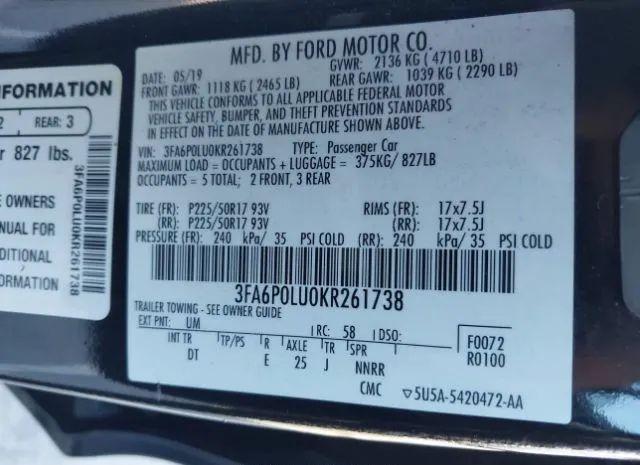 NFORMATION
2 REAR: 3
r 827 lbs.
E OWNERS
ANUAL FOR
DITIONAL
ORMATION
3FA6P0LU0KR261738
MFD. BY FORD MOTOR CO.
DATE: 05/19 GVWR: 2136 KG ( 4710 LB)
FRONT GAWR: 1118 KG ( 2465 LB) REAR GAWR: 1039 KG ( 2290 LB)
THIS VEHICLE CONFORMS TO ALL APPLICABLE FEDERAL MOTOR
VEHICLE SAFETY, BUMPER, AND THEFT PREVENTION STANDARDS
IN EFFECT ON THE DATE OF MANUFACTURE SHOWN ABOVE.
VIN: 3FA6P0LU0KR261738 TYPE: Passenger Car
MAXIMUM LOAD = OCCUPANTS + LUGGAGE = 375KG/ 827LB
OCCUPANTS = 5 TOTAL; 2 FRONT, 3 REAR
TIRE (FR): P225/50R17 93V RIMS (FR): 17x7.5J
(RR): P225/50R17 93V (RR): 17x7.5J
PRESSURE (FR): 240 kPa/ 35 PSI COLD (RR): 240 kPa/ 35 PSI COLD
3FA6P0LU0KR261738
TRAILER TOWING - SEE OWNER GUIDE
EXT PNT: UM RC: 58 DSO: F0072
INT TR TP/PS R AXLE TR SPR R0100
DT E 25 J NNRR
CMC 5U5A-5420472-AA